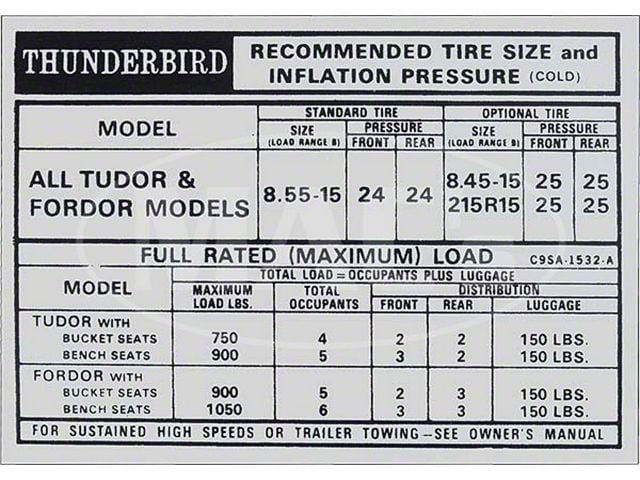 THUNDERBIRD RECOMMENDED TIRE SIZE and
INFLATION PRESSURE (COLD)
MODEL STANDARD TIRE OPTIONAL TIRE
SIZE PRESSURE SIZE PRESSURE
(LOAD RANGE B) FRONT REAR (LOAD RANGE B) FRONT REAR
ALL TUDOR & 8.55-15 24 24 8.45-15 25 25
FORDOR MODELS 215R15 25 25
FULL RATED (MAXIMUM) LOAD C9SA-1532-A
MODEL TOTAL LOAD = OCCUPANTS PLUS LUGGAGE
MAXIMUM TOTAL DISTRIBUTION
LOAD LBS. OCCUPANTS FRONT REAR LUGGAGE
TUDOR WITH
BUCKET SEATS 750 4 2 2 150 LBS.
BENCH SEATS 900 5 3 2 150 LBS.
FORDOR WITH
BUCKET SEATS 900 5 2 3 150 LBS.
BENCH SEATS 1050 6 3 3 150 LBS.
FOR SUSTAINED HIGH SPEEDS OR TRAILER TOWING-SEE OWNER'S MANUAL
MAC'S